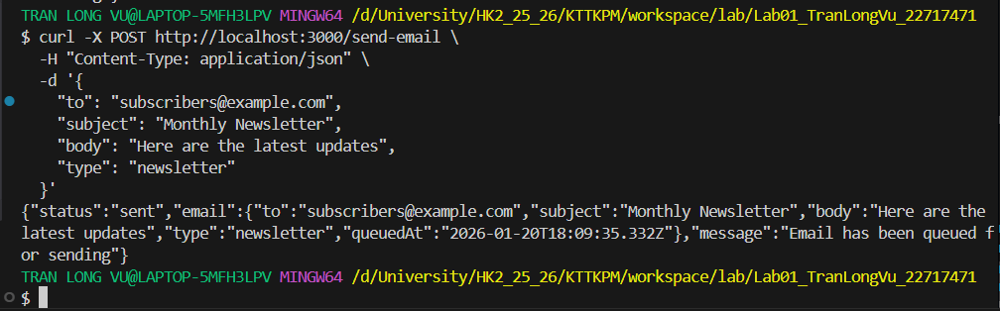 TRAN LONG VU@LAPTOP-5MFH3LPV MINGW64 /d/University/HK2_25_26/KTTKPM/workspace/lab/Lab01_TranLongVu_22717471
$ curl -X POST http://localhost:3000/send-email \
  -H "Content-Type: application/json" \
  -d '{
    "to": "subscribers@example.com",
    "subject": "Monthly Newsletter",
    "body": "Here are the latest updates",
    "type": "newsletter"
  }'
{"status":"sent","email":{"to":"subscribers@example.com","subject":"Monthly Newsletter","body":"Here are the
latest updates","type":"newsletter","queuedAt":"2026-01-20T18:09:35.332Z"},"message":"Email has been queued f
or sending"}
TRAN LONG VU@LAPTOP-5MFH3LPV MINGW64 /d/University/HK2_25_26/KTTKPM/workspace/lab/Lab01_TranLongVu_22717471
$